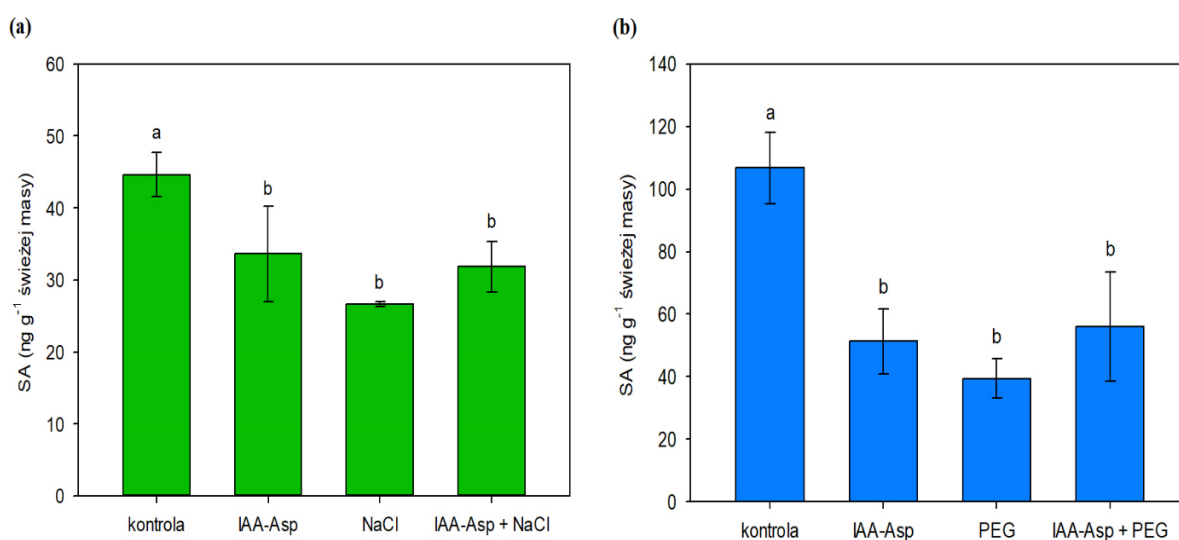 (a)
SA (ng g⁻¹ świeżej masy)
60
50
40
30
20
10
0
a
b
b
b
kontrola IAA-Asp NaCl IAA-Asp + NaCl
(b)
SA (ng g⁻¹ świeżej masy)
140
120
100
80
60
40
20
0
a
b
b
b
kontrola IAA-Asp PEG IAA-Asp + PEG